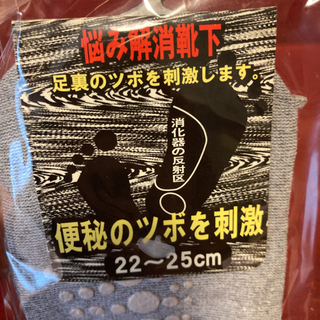 悩み解消靴下
足裏のツボを刺激します。
消化器の反射区
便秘のツボを刺激
22〜25cm